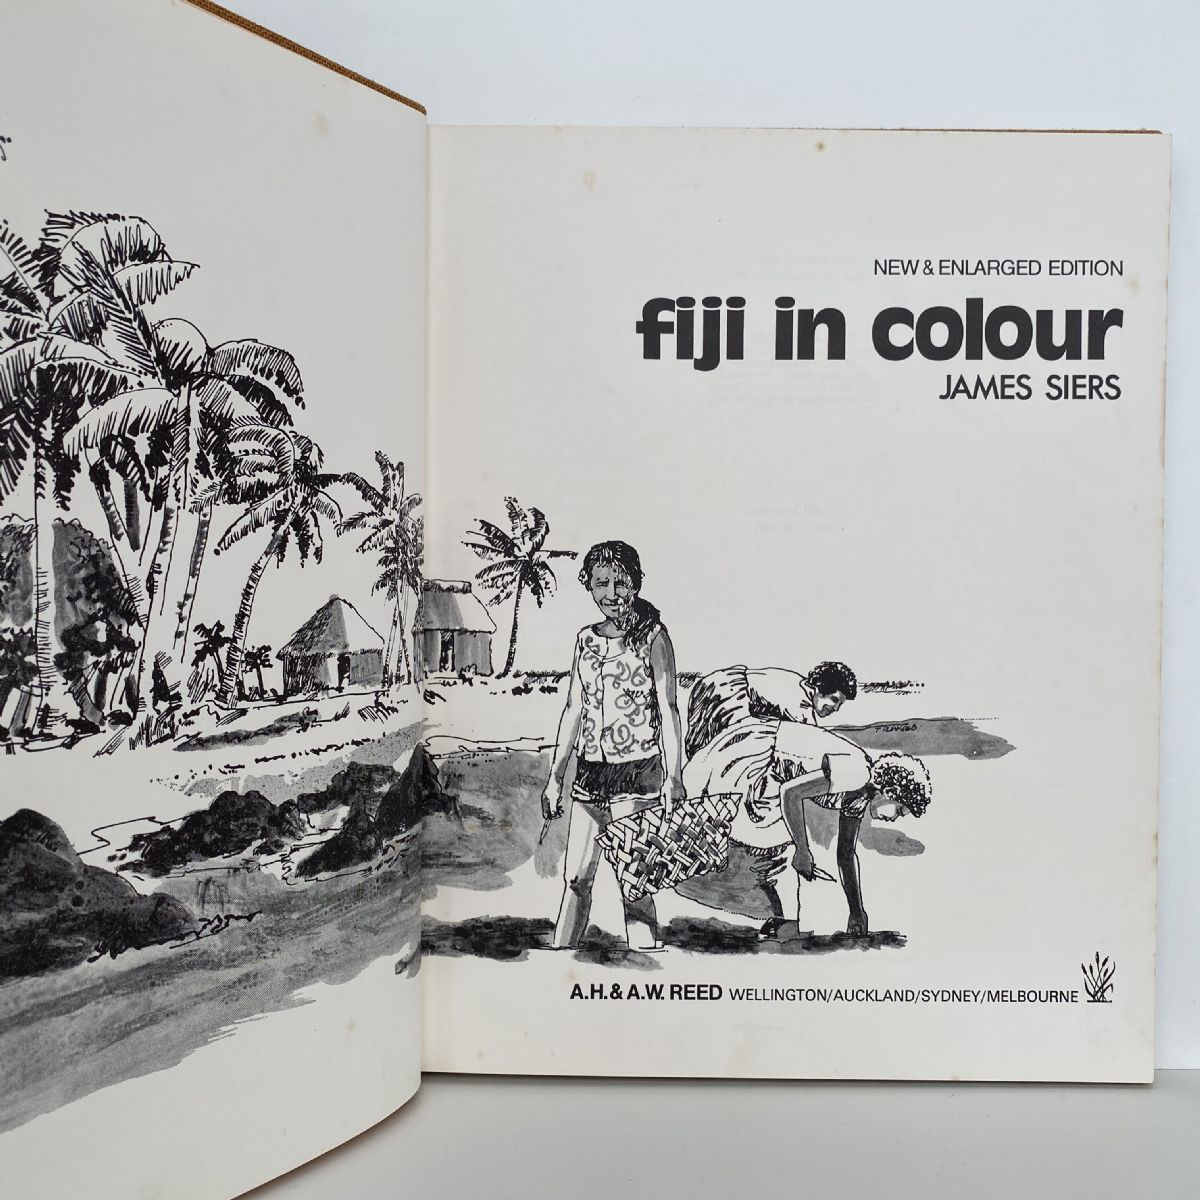 NEW & ENLARGED EDITION
fiji in colour
JAMES SIERS
A.H. & A.W. REED WELLINGTON/AUCKLAND/SYDNEY/MELBOURNE